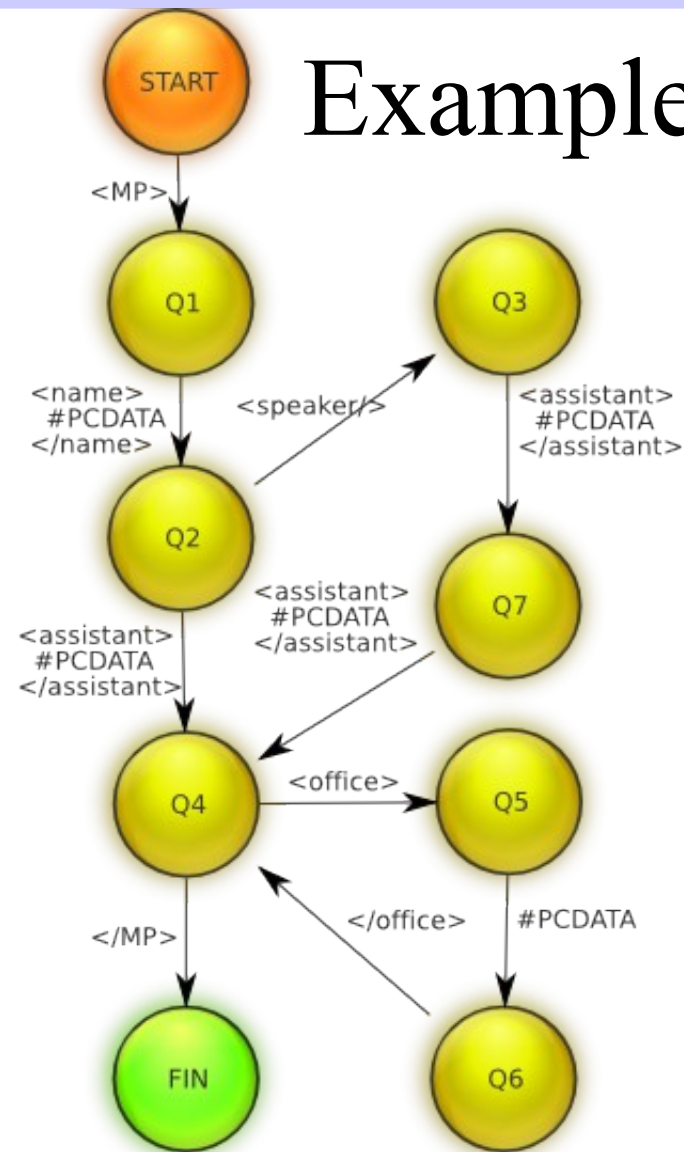 START
Example
<MP>
Q1
Q3
<name>
#PCDATA
</name>
<speaker/>
<assistant>
#PCDATA
</assistant>
Q2
<assistant>
#PCDATA
</assistant>
Q7
<assistant>
#PCDATA
</assistant>
Q4
<office>
Q5
</MP>
</office>
#PCDATA
FIN
Q6